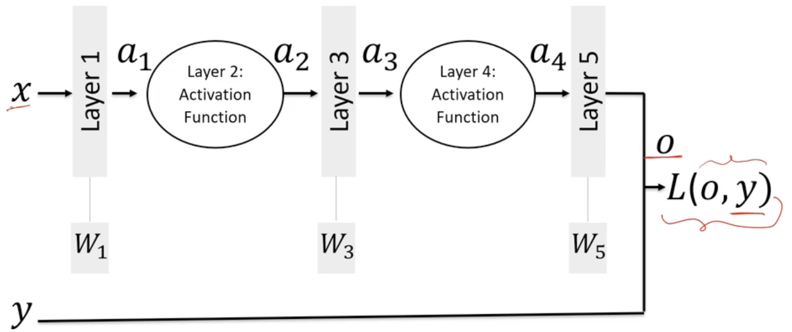 x
Layer 1
a₁
Layer 2:
Activation
Function
a₂
Layer 3
a₃
Layer 4:
Activation
Function
a₄
Layer 5
o
L(o, y)
W₁
W₃
W₅
y